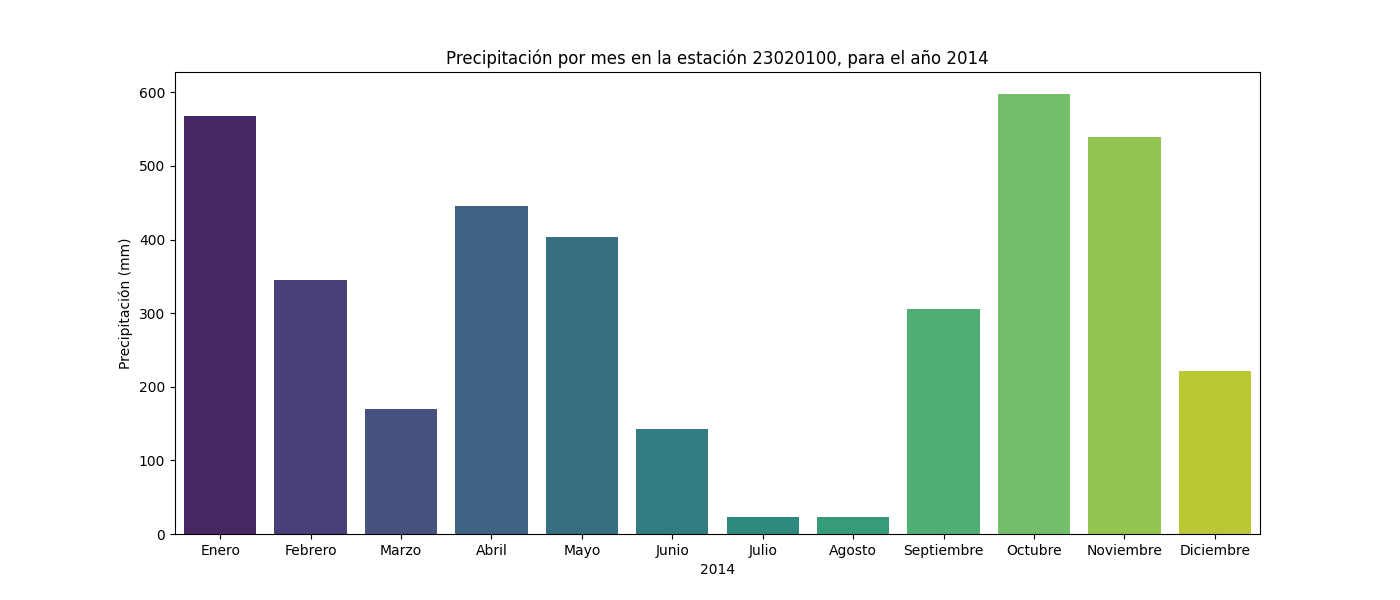 Precipitación por mes en la estación 23020100, para el año 2014
Precipitación (mm)
600
500
400
300
200
100
0
Enero Febrero Marzo Abril Mayo Junio Julio Agosto Septiembre Octubre Noviembre Diciembre
2014